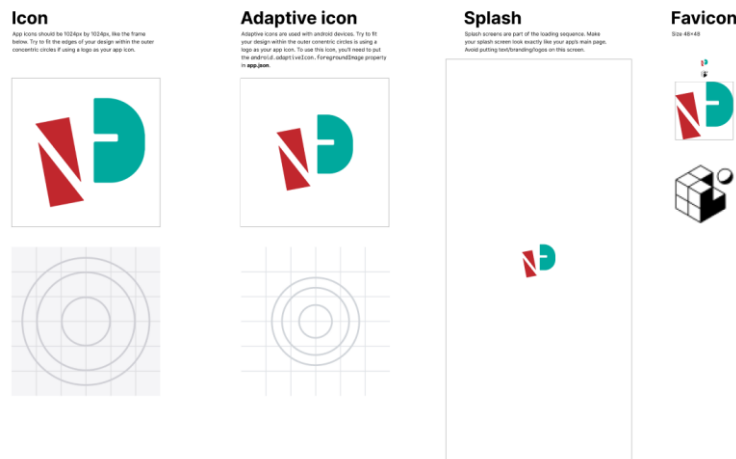 Icon
App icons should be 1024px by 1024px, like the frame
below. Try to fit the edges of your design within the outer
concentric circles if using a logo as your app icon.
Adaptive icon
Adaptive icons are used with android devices. Try to fit
your design within the outer conentric circles is using a
logo as your app icon. To use this icon, you'll need to put
the android.adaptiveIcon.foregroundImage property
in app.json.
Splash
Splash screens are part of the loading sequence. Make
your splash screen look exactly like your app's main page.
Avoid putting text/branding/logos on this screen.
Favicon
Size 48×48